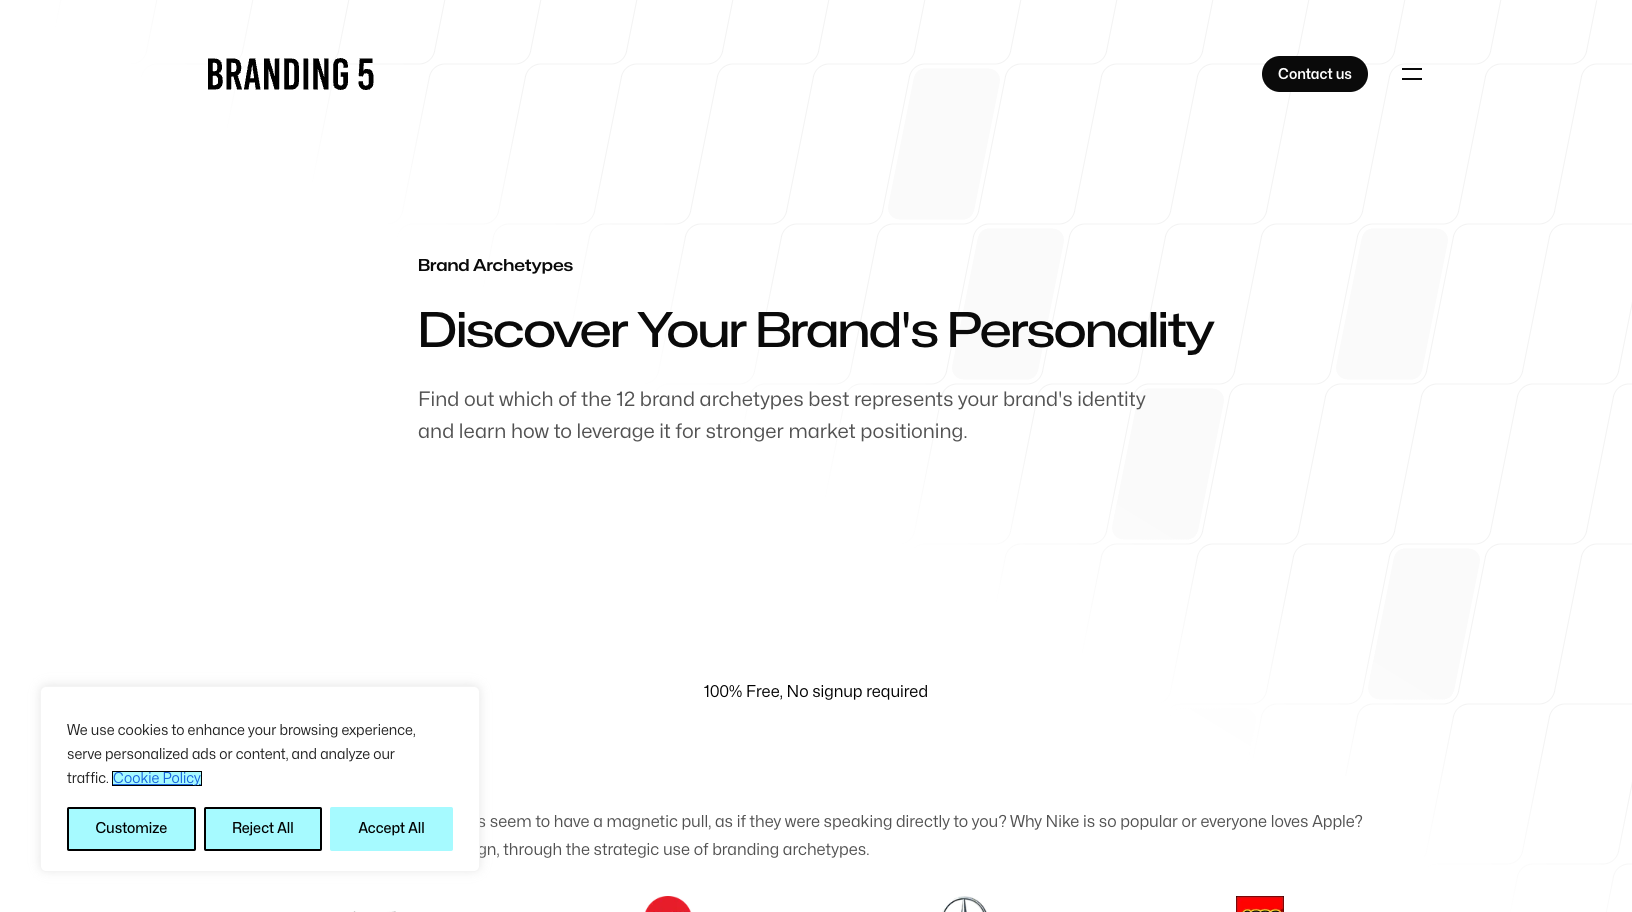 BRANDING 5
Contact us
Brand Archetypes
Discover Your Brand's Personality
Find out which of the 12 brand archetypes best represents your brand's identity
and learn how to leverage it for stronger market positioning.
100% Free, No signup required
We use cookies to enhance your browsing experience,
serve personalized ads or content, and analyze our
traffic. Cookie Policy
Customize
Reject All
Accept All
seem to have a magnetic pull, as if they were speaking directly to you? Why Nike is so popular or everyone loves Apple?
through the strategic use of branding archetypes.